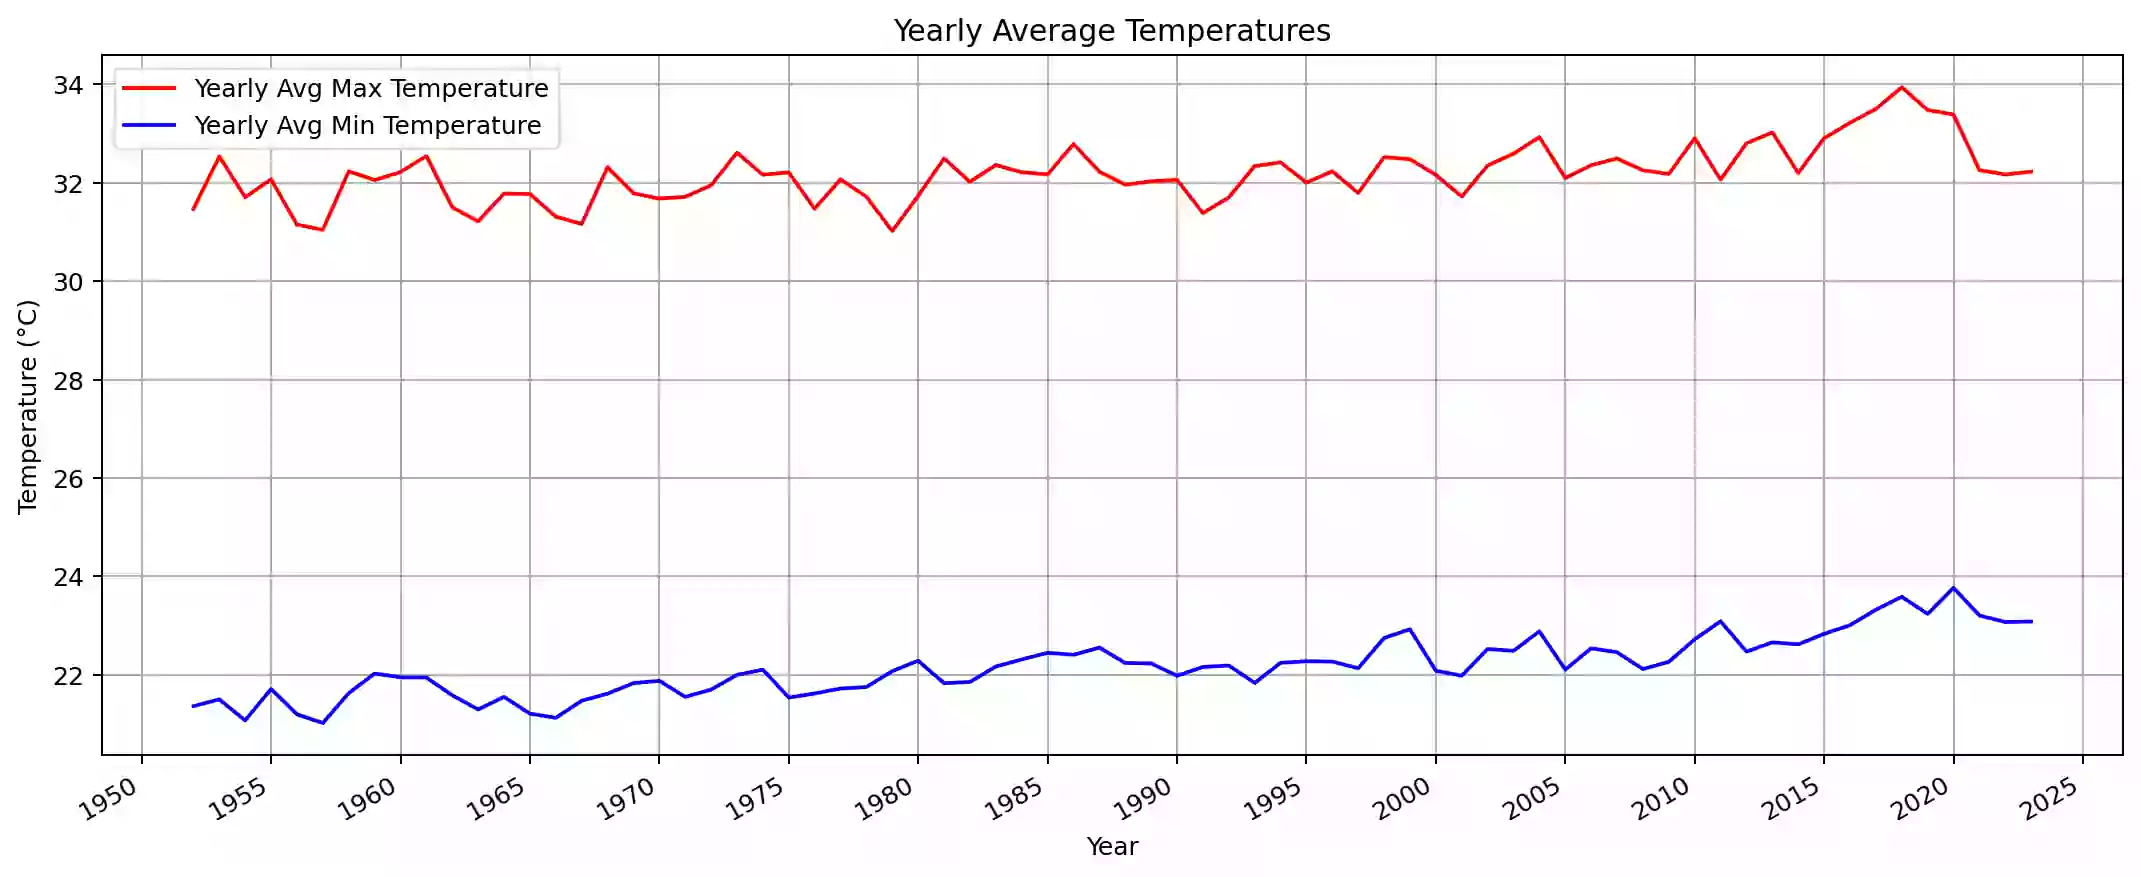 Yearly Average Temperatures
Yearly Avg Max Temperature
Yearly Avg Min Temperature
Temperature (°C)
34
32
30
28
26
24
22
1950 1955 1960 1965 1970 1975 1980 1985 1990 1995 2000 2005 2010 2015 2020 2025
Year